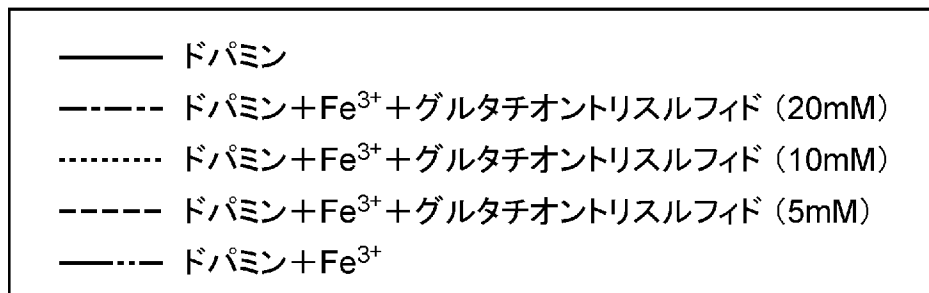 ドパミン
ドパミン＋Fe³⁺＋グルタチオントリスルフィド（20mM）
ドパミン＋Fe³⁺＋グルタチオントリスルフィド（10mM）
ドパミン＋Fe³⁺＋グルタチオントリスルフィド（5mM）
ドパミン＋Fe³⁺